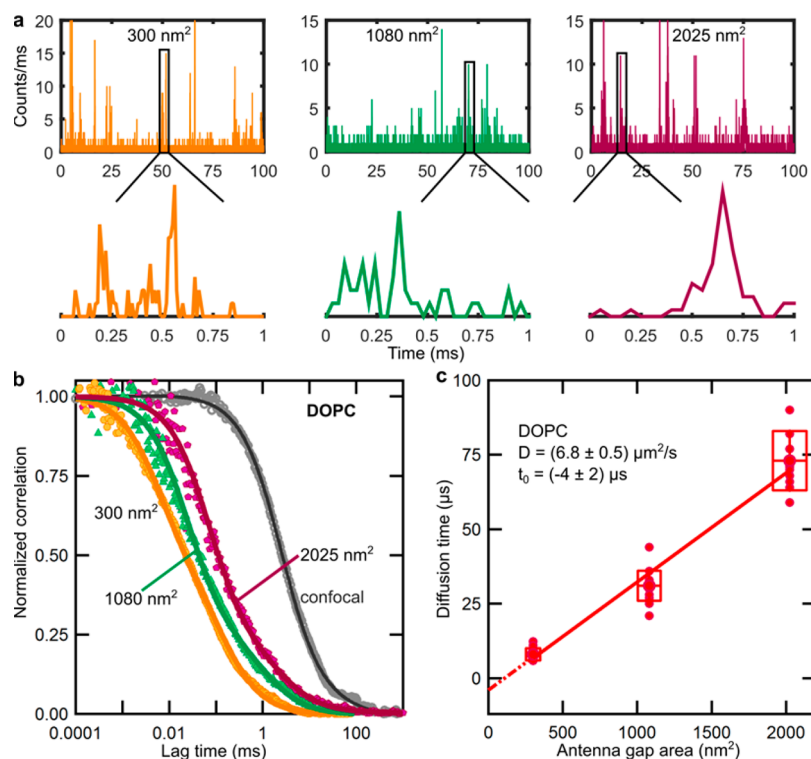 a
20
15
10
5
0
Counts/ms
300 nm²
0 25 50 75 100
15
10
5
0
1080 nm²
0 25 50 75 100
15
10
5
0
2025 nm²
0 25 50 75 100
0 0.25 0.5 0.75 1
0 0.25 0.5 0.75 1
0 0.25 0.5 0.75 1
Time (ms)
b
1.00
0.75
0.50
0.25
0.00
Normalized correlation
DOPC
300 nm²
1080 nm²
2025 nm²
confocal
0.0001 0.01 1 100
Lag time (ms)
c
100
75
50
25
0
Diffusion time (µs)
DOPC
D = (6.8 ± 0.5) µm²/s
t₀ = (-4 ± 2) µs
0 500 1000 1500 2000
Antenna gap area (nm²)